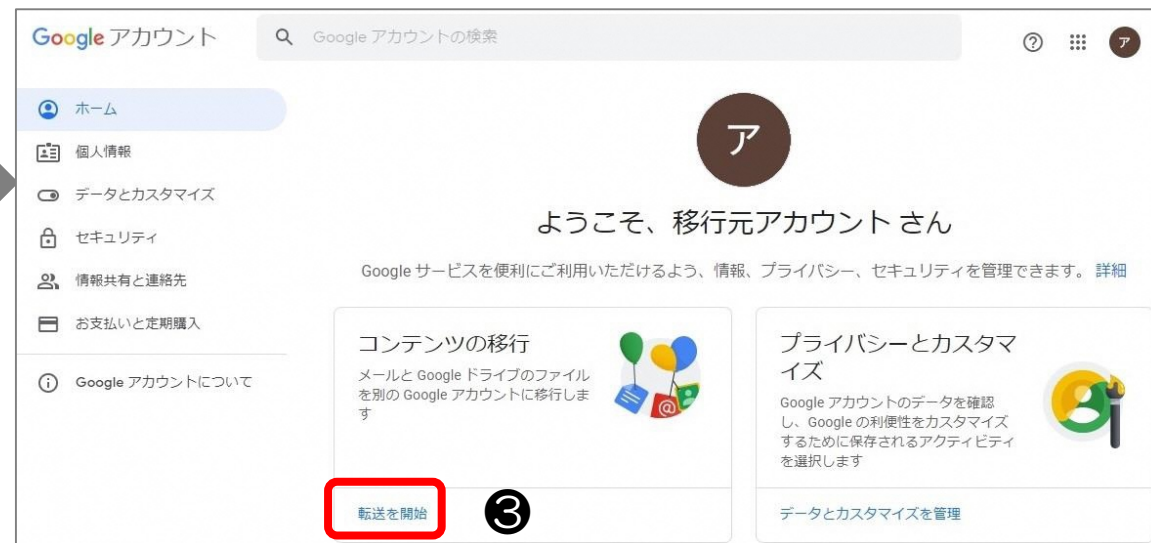 Google アカウント
Google アカウントの検索
ア
ホーム
個人情報
データとカスタマイズ
セキュリティ
情報共有と連絡先
お支払いと定期購入
Google アカウントについて
ア
ようこそ、移行元アカウント さん
Google サービスを便利にご利用いただけるよう、情報、プライバシー、セキュリティを管理できます。 詳細
コンテンツの移行
メールと Google ドライブのファイル
を別の Google アカウントに移行しま
す
転送を開始
❸
プライバシーとカスタマ
イズ
Google アカウントのデータを確認
し、Google の利便性をカスタマイズ
するために保存されるアクティビティ
を選択します
データとカスタマイズを管理